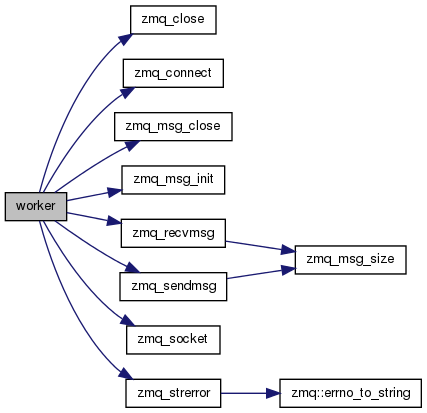 zmq_close
zmq_connect
zmq_msg_close
zmq_msg_init
worker
zmq_recvmsg
zmq_msg_size
zmq_sendmsg
zmq_socket
zmq_strerror
zmq::errno_to_string